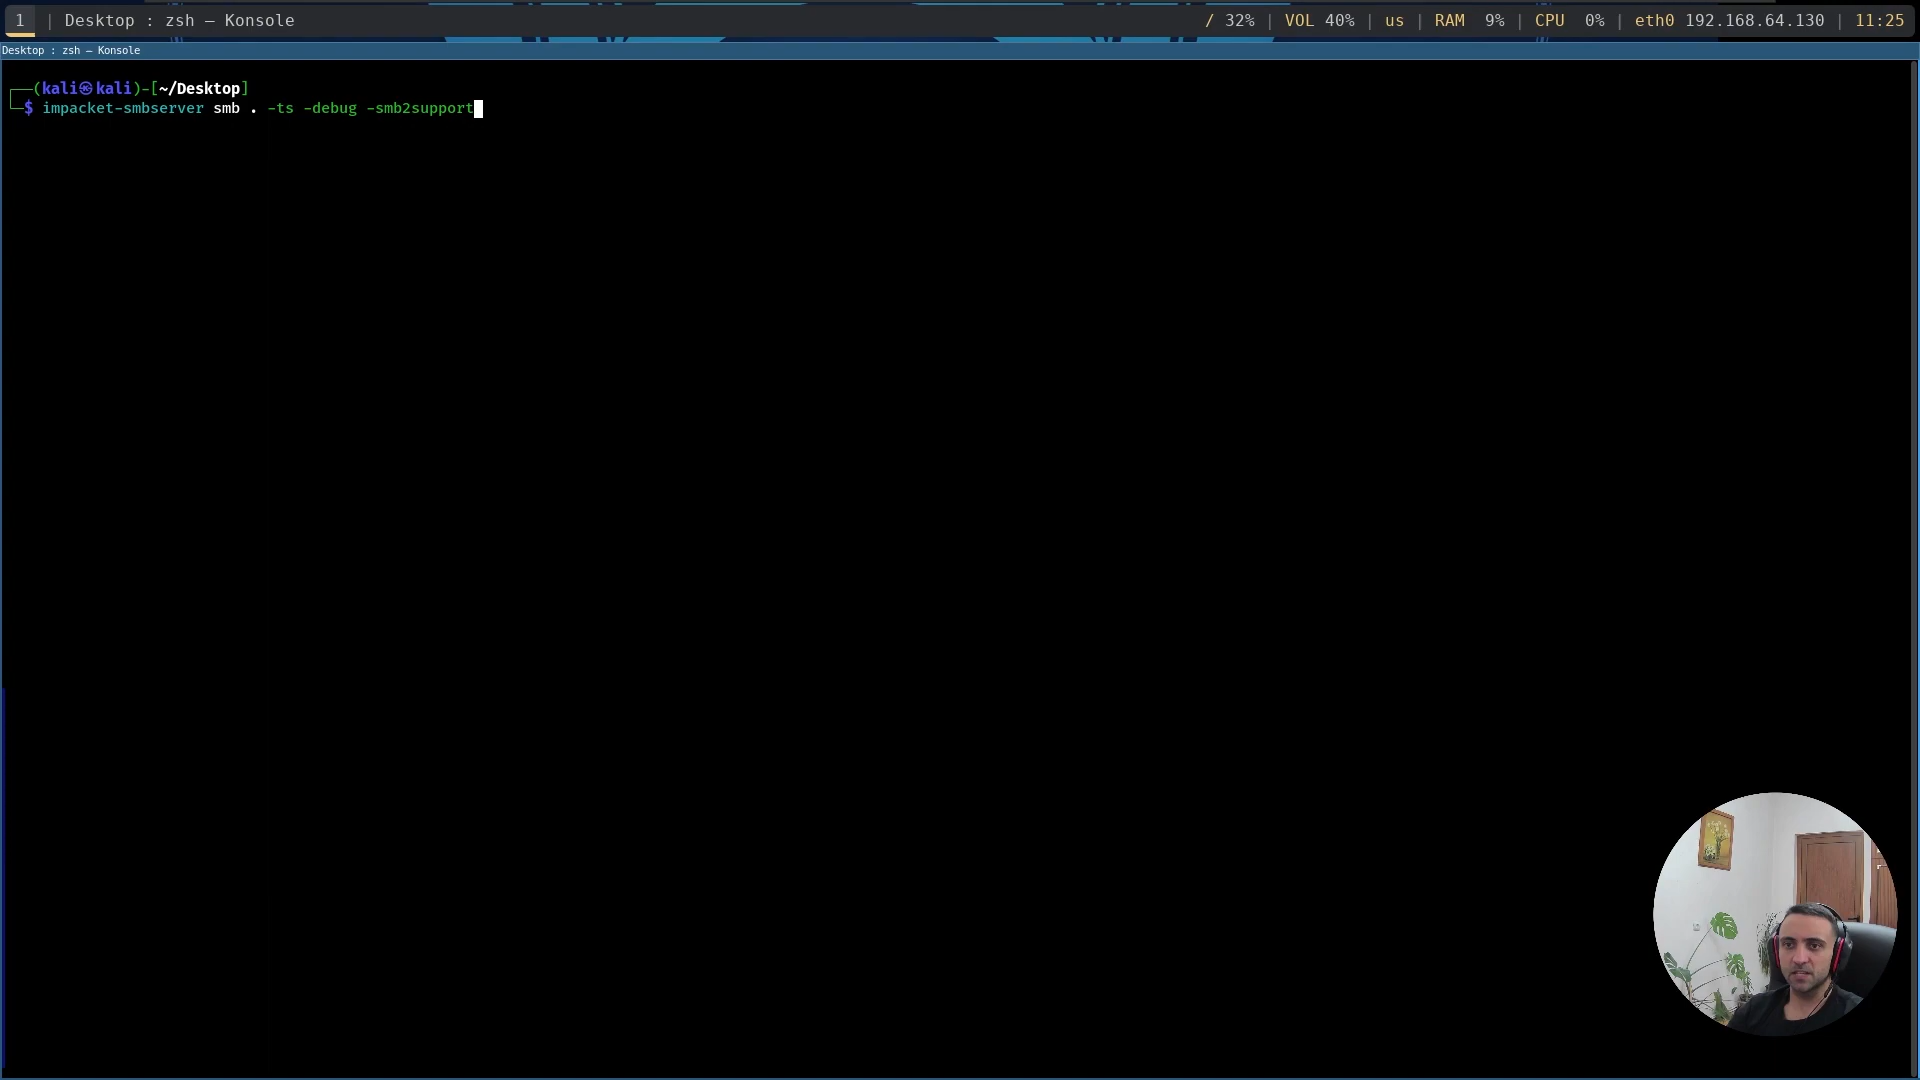 1 | Desktop : zsh — Konsole
/ 32% | VOL 40% | us | RAM 9% | CPU 0% | eth0 192.168.64.130 | 11:25
Desktop : zsh — Konsole
┌──(kali㉿kali)-[~/Desktop]
└─$ impacket-smbserver smb . -ts -debug -smb2support